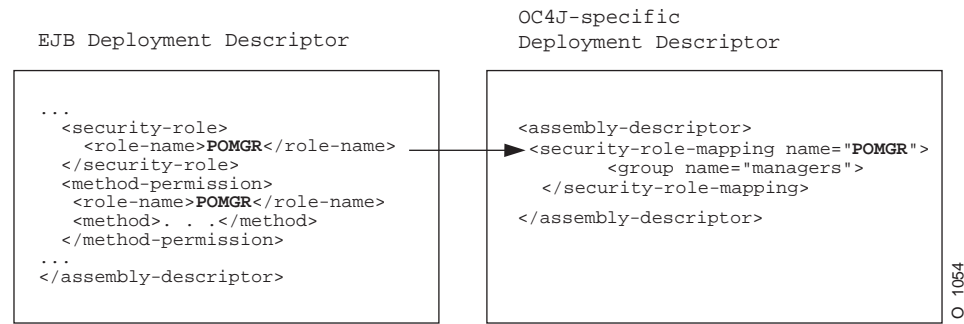 EJB Deployment Descriptor
...
<security-role>
<role-name>POMGR</role-name>
</security-role>
<method-permission>
<role-name>POMGR</role-name>
<method>. . .</method>
</method-permission>
...
</assembly-descriptor>
OC4J-specific
Deployment Descriptor
<assembly-descriptor>
<security-role-mapping name="POMGR">
<group name="managers">
</security-role-mapping>
</assembly-descriptor>
O 1054